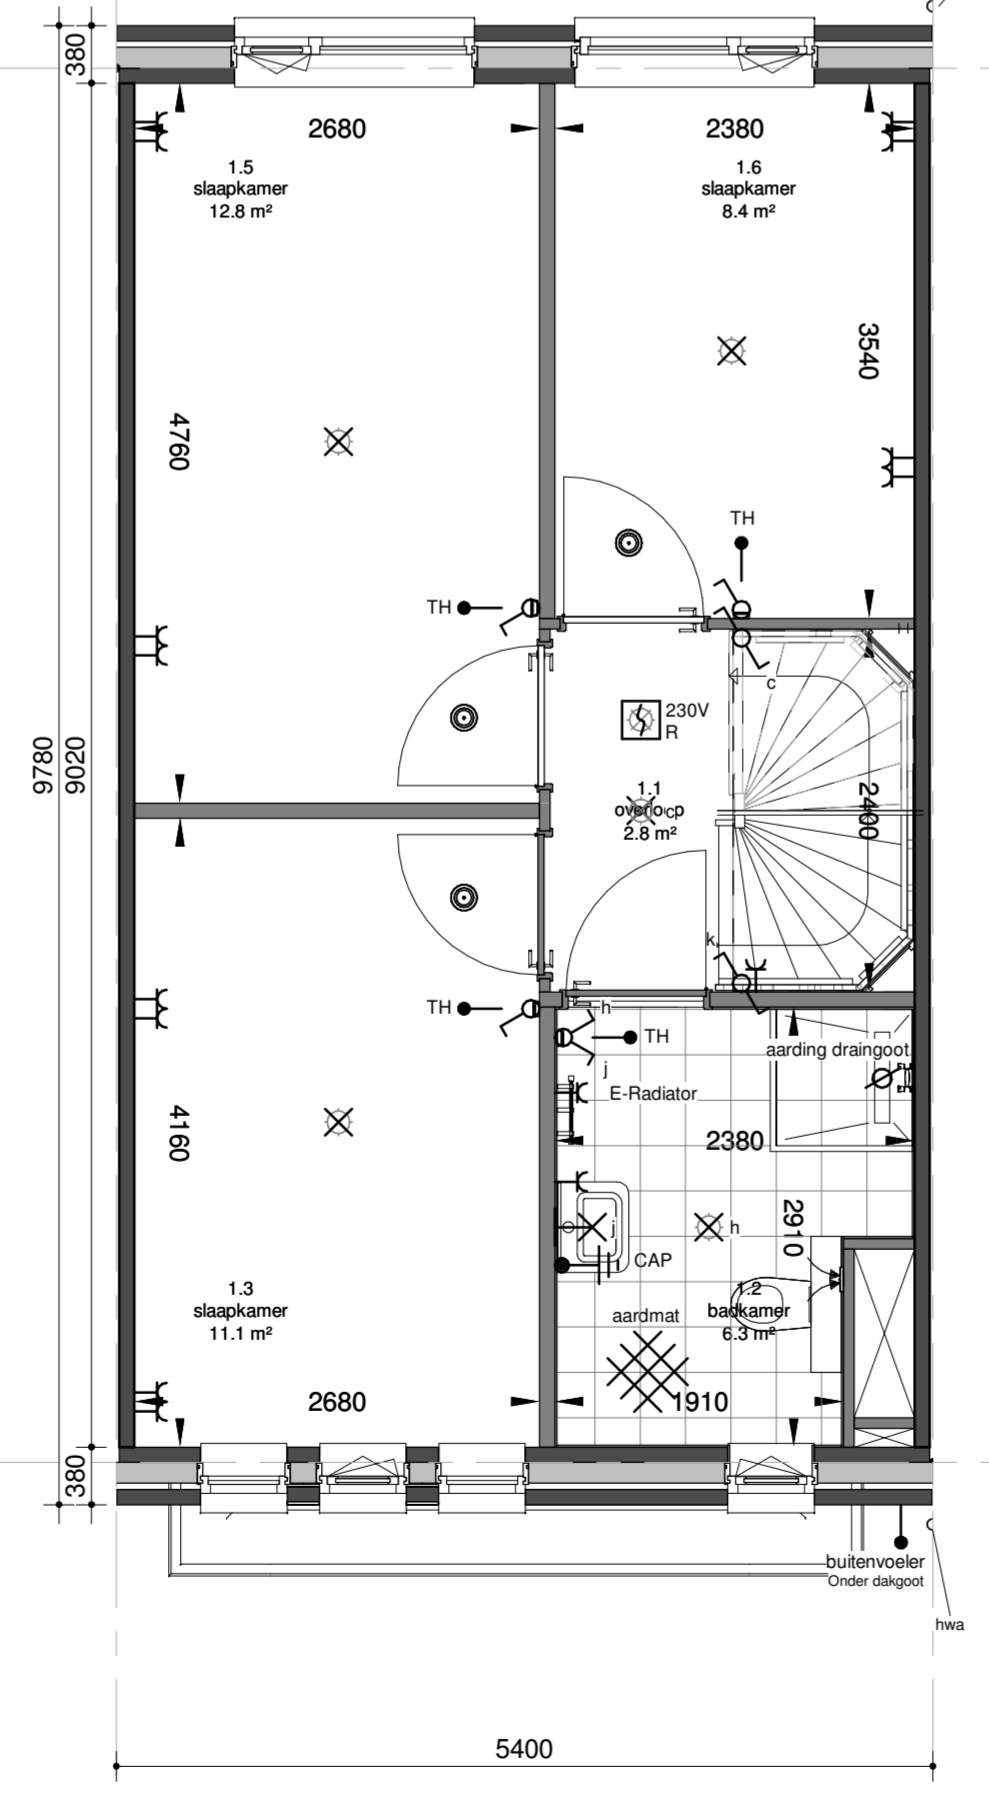 380
2680
2380
1.5
slaapkamer
12.8 m²
1.6
slaapkamer
8.4 m²
3540
4760
TH
TH
c
230V
R
9780
9020
1.1
overloop
2.8 m²
c
2400
k
TH
h
TH
j
aarding draingoot
E-Radiator
2380
4160
2910
j
h
CAP
1.3
slaapkamer
11.1 m²
aardmat
1.2
badkamer
6.3 m²
2680
1910
380
buitenvoeler
Onder dakgoot
hwa
5400